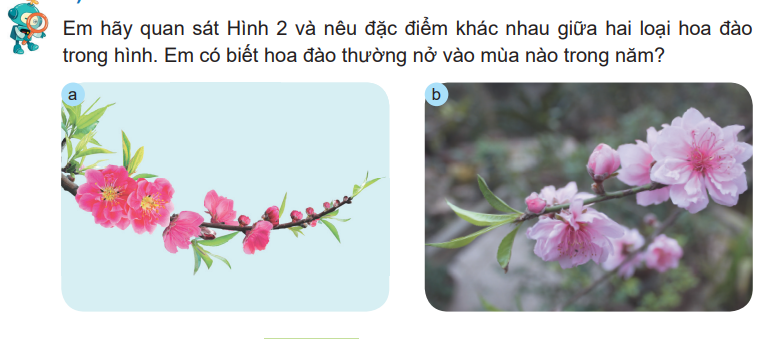 Em hãy quan sát Hình 2 và nêu đặc điểm khác nhau giữa hai loại hoa đào
trong hình. Em có biết hoa đào thường nở vào mùa nào trong năm?
a
b